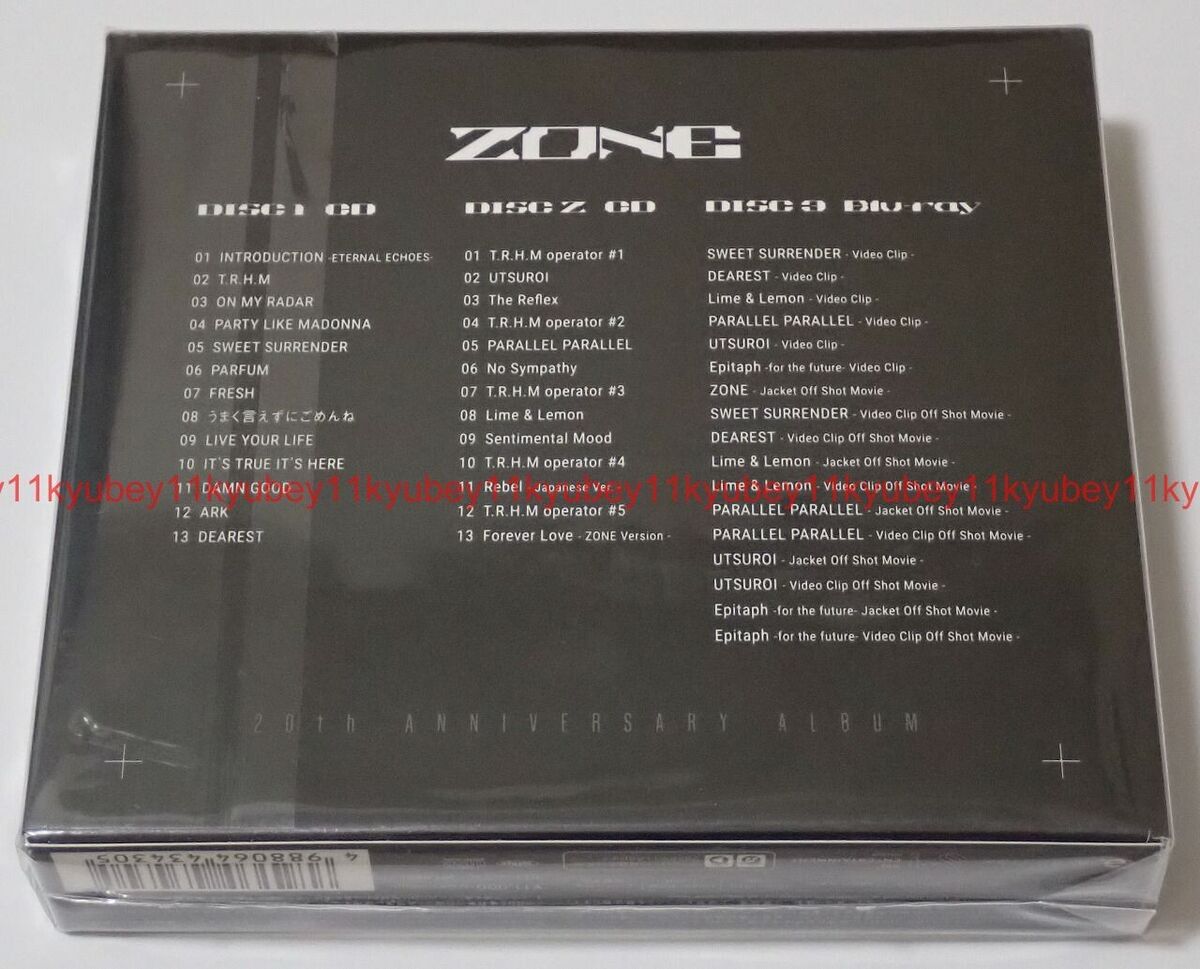 ZONE
DISC 1 CD
01 INTRODUCTION -ETERNAL ECHOES-
02 T.R.H.M
03 ON MY RADAR
04 PARTY LIKE MADONNA
05 SWEET SURRENDER
06 PARFUM
07 FRESH
08 うまく言えずにごめんね
09 LIVE YOUR LIFE
10 IT'S TRUE IT'S HERE
11 DAMN GOOD
12 ARK
13 DEAREST
DISC 2 CD
01 T.R.H.M operator #1
02 UTSUROI
03 The Reflex
04 T.R.H.M operator #2
05 PARALLEL PARALLEL
06 No Sympathy
07 T.R.H.M operator #3
08 Lime & Lemon
09 Sentimental Mood
10 T.R.H.M operator #4
11 Rebel - Japanese Ver. -
12 T.R.H.M operator #5
13 Forever Love - ZONE Version -
DISC 3 Blu-ray
SWEET SURRENDER - Video Clip -
DEAREST - Video Clip -
Lime & Lemon - Video Clip -
PARALLEL PARALLEL - Video Clip -
UTSUROI - Video Clip -
Epitaph -for the future- Video Clip -
ZONE - Jacket Off Shot Movie -
SWEET SURRENDER - Video Clip Off Shot Movie -
DEAREST - Video Clip Off Shot Movie -
Lime & Lemon - Jacket Off Shot Movie -
Lime & Lemon - Video Clip Off Shot Movie -
PARALLEL PARALLEL - Jacket Off Shot Movie -
PARALLEL PARALLEL - Video Clip Off Shot Movie -
UTSUROI - Jacket Off Shot Movie -
UTSUROI - Video Clip Off Shot Movie -
Epitaph -for the future- Jacket Off Shot Movie -
Epitaph -for the future- Video Clip Off Shot Movie -
y11kyubey11kyubey11kyubey11kyubey11kyubey11kyubey11kyubey11ky
20th ANNIVERSARY ALBUM
4988064434305